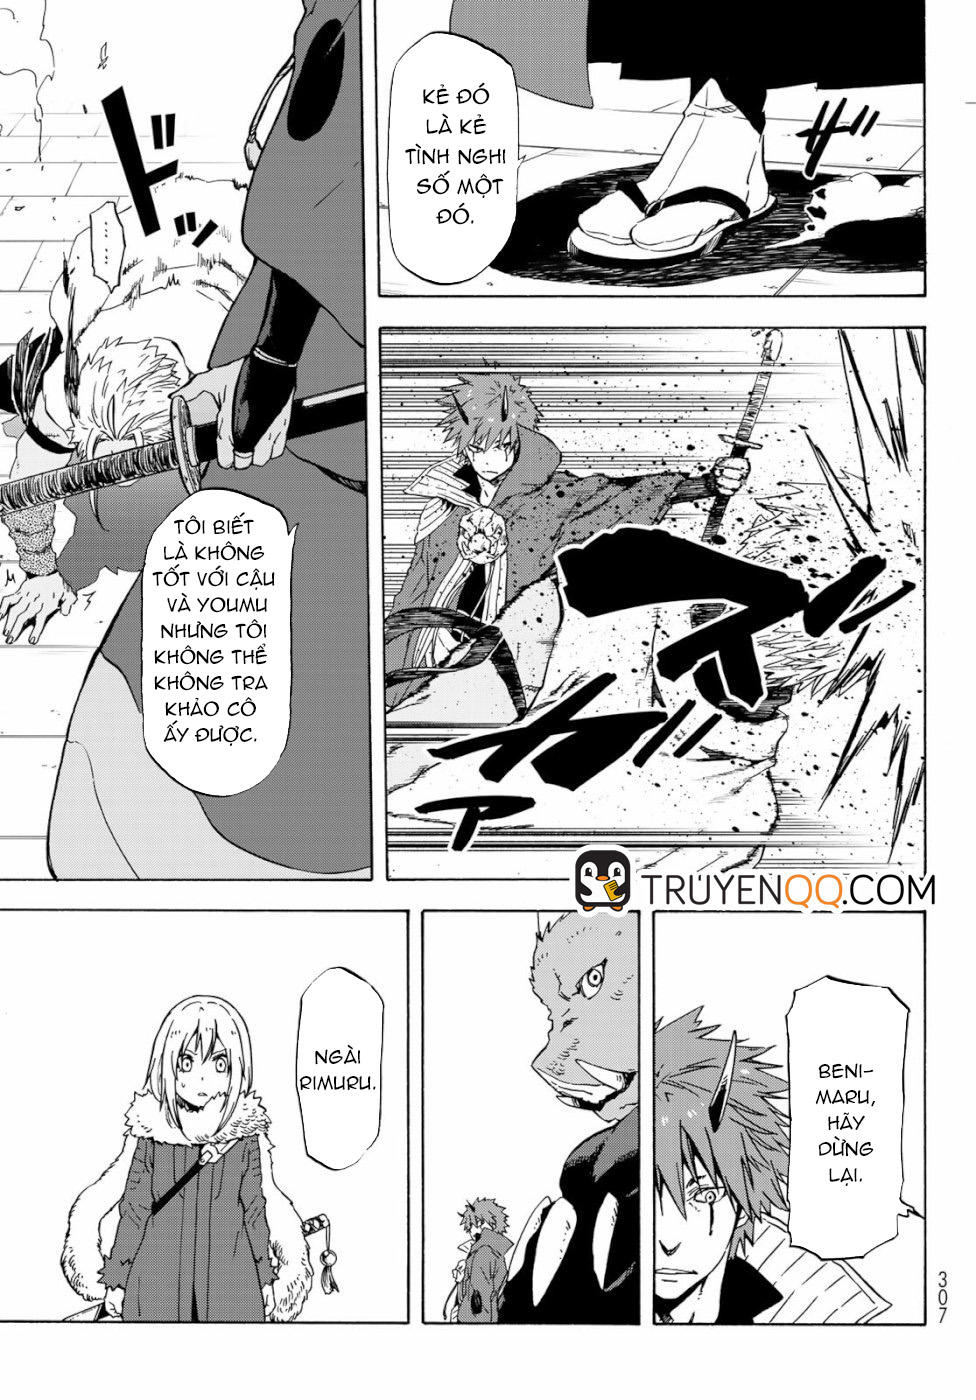 KẺ ĐÓ
LÀ KẺ
TÌNH NGHI
SỐ MỘT
ĐÓ.
......
TÔI BIẾT
LÀ KHÔNG
TỐT VỚI CẬU
VÀ YOUMU
NHƯNG TÔI
KHÔNG THỂ
KHÔNG TRA
KHẢO CÔ
ẤY ĐƯỢC.
TRUYENQQ.COM
BENI-
MARU,
HÃY
DỪNG
LẠI.
NGÀI
RIMURU.
307